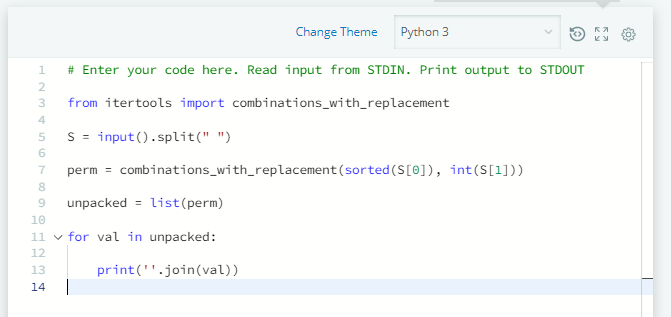 Change Theme Python 3
1 # Enter your code here. Read input from STDIN. Print output to STDOUT
2
3 from itertools import combinations_with_replacement
4
5 S = input().split(" ")
6
7 perm = combinations_with_replacement(sorted(S[0]), int(S[1]))
8
9 unpacked = list(perm)
10
11 for val in unpacked:
12
13     print(''.join(val))
14